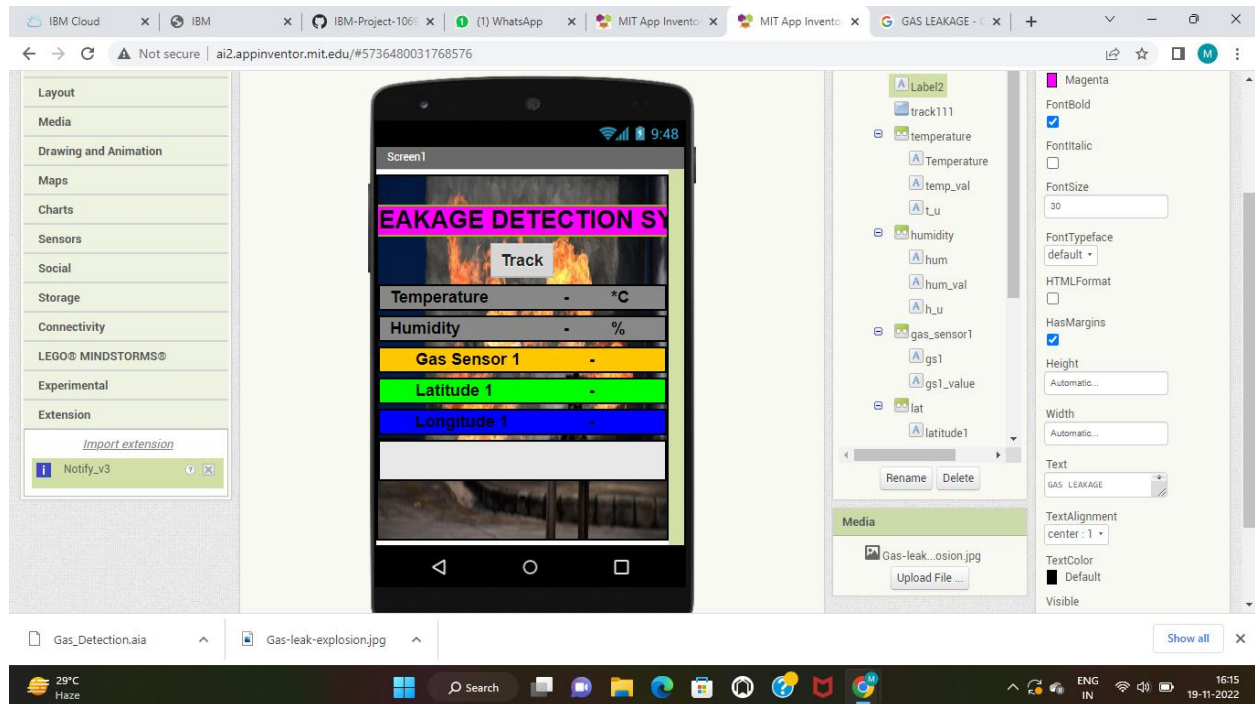 IBM Cloud
IBM
IBM-Project-1069
(1) WhatsApp
MIT App Invento
MIT App Invento
GAS LEAKAGE - G
Not secure | ai2.appinventor.mit.edu/#5736480031768576
M
Layout
Media
Drawing and Animation
Maps
Charts
Sensors
Social
Storage
Connectivity
LEGO® MINDSTORMS®
Experimental
Extension
Import extension
Notify_v3
9:48
Screen1
EAKAGE DETECTION SY
Track
Temperature - °C
Humidity - %
Gas Sensor 1 -
Latitude 1 -
Longitude 1 -
Label2
track111
temperature
Temperature
temp_val
t_u
humidity
hum
hum_val
h_u
gas_sensor1
gs1
gs1_value
lat
latitude1
Rename Delete
Media
Gas-leak...osion.jpg
Upload File ...
Magenta
FontBold
FontItalic
FontSize
30
FontTypeface
default
HTMLFormat
HasMargins
Height
Automatic...
Width
Automatic...
Text
GAS LEAKAGE
TextAlignment
center : 1
TextColor
Default
Visible
Gas_Detection.aia
Gas-leak-explosion.jpg
Show all
29°C
Haze
Search
ENG
IN
16:15
19-11-2022